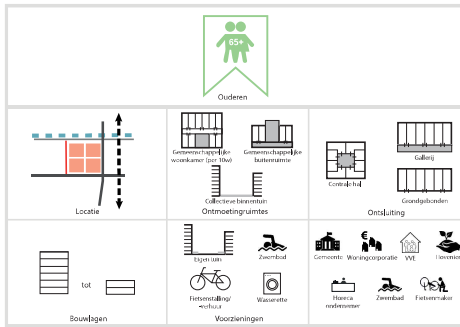 65+
Ouderen
Gemeenschappelijke
woonkamer (per 10w)
Gemeenschappelijke
buitenruimte
Collectieve binnentuin
Centrale hal
Gallerij
Grondgebonden
Locatie
Ontmoetingruimtes
Ontsluiting
tot
Bouwlagen
Eigen tuin
Zwembad
Fietsenstalling/
-verhuur
Wasserette
Voorzieningen
Gemeente
Woningcorporatie
VVE
Hovenier
Horeca
ondernemer
Zwembad
Fietsenmaker